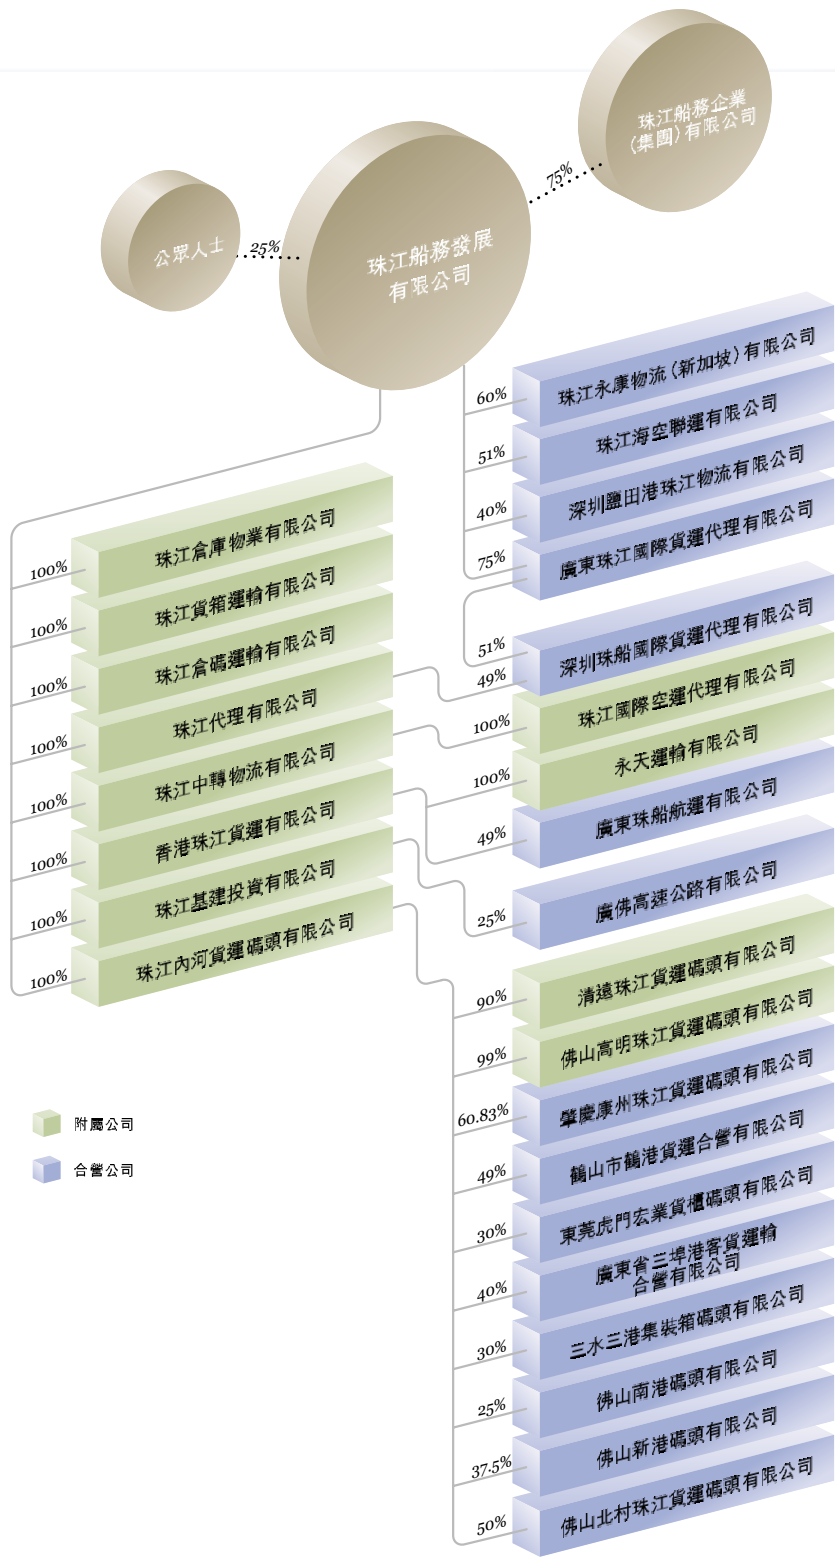 珠江船務企業
（集團）有限公司
75%
公眾人士
25%
珠江船務發展
有限公司
100%
珠江倉庫物業有限公司
100%
珠江貨箱運輸有限公司
100%
珠江倉碼運輸有限公司
100%
珠江代理有限公司
100%
珠江中轉物流有限公司
100%
香港珠江貨運有限公司
100%
珠江基建投資有限公司
100%
珠江內河貨運碼頭有限公司
60%
珠江永康物流（新加坡）有限公司
51%
珠江海空聯運有限公司
40%
深圳鹽田港珠江物流有限公司
75%
廣東珠江國際貨運代理有限公司
51%
49%
深圳珠船國際貨運代理有限公司
100%
珠江國際空運代理有限公司
100%
永天運輸有限公司
49%
廣東珠船航運有限公司
25%
廣佛高速公路有限公司
90%
清遠珠江貨運碼頭有限公司
99%
佛山高明珠江貨運碼頭有限公司
60.83%
肇慶康州珠江貨運碼頭有限公司
49%
鶴山市鶴港貨運合營有限公司
30%
東莞虎門宏業貨櫃碼頭有限公司
40%
廣東省三埠港客貨運輸
合營有限公司
30%
三水三港集裝箱碼頭有限公司
25%
佛山南港碼頭有限公司
37.5%
佛山新港碼頭有限公司
50%
佛山北村珠江貨運碼頭有限公司
附屬公司
合營公司